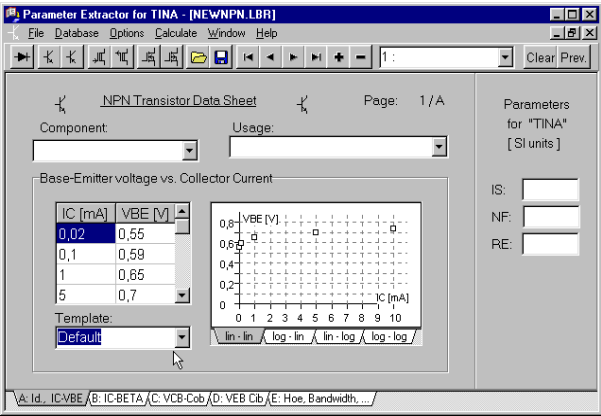 Parameter Extractor for TINA - [NEWNPN.LBR]
File Database Options Calculate Window Help
1 :
Clear Prev.
NPN Transistor Data Sheet
Page: 1 / A
Component:
Usage:
Base-Emitter voltage vs. Collector Current
IC [mA] VBE [V]
0,02 0,55
0,1 0,59
1 0,65
5 0,7
Template:
Default
VBE [V]
0,8
0,6
0,4
0,2
0
IC [mA]
0 1 2 3 4 5 6 7 8 9 10
lin - lin log - lin lin - log log - log
Parameters
for "TINA"
[ SI units ]
IS:
NF:
RE:
A: Id., IC-VBE B: IC-BETA C: VCB-Cob D: VEB Cib E: Hoe, Bandwidth, ...